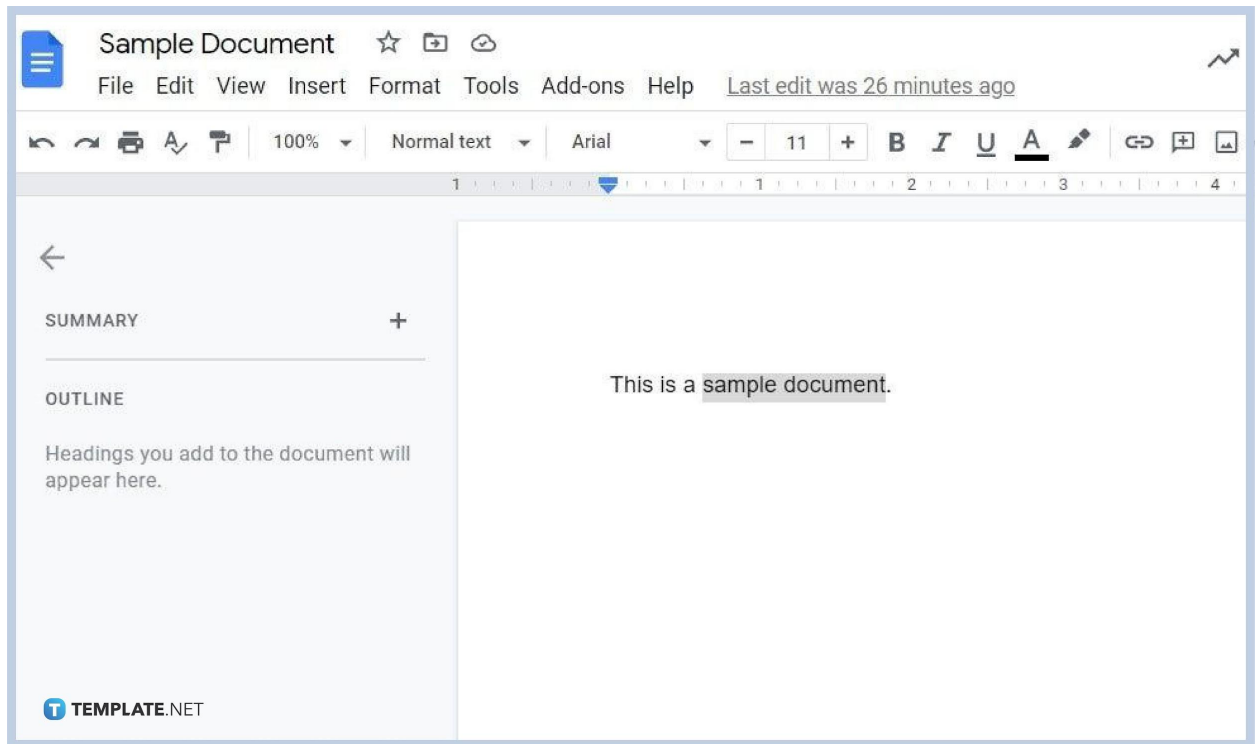 Sample Document
File Edit View Insert Format Tools Add-ons Help Last edit was 26 minutes ago
100% Normal text Arial - 11 + B I U A
1 1 2 3 4
SUMMARY +
OUTLINE
Headings you add to the document will
appear here.
This is a sample document.
T TEMPLATE.NET